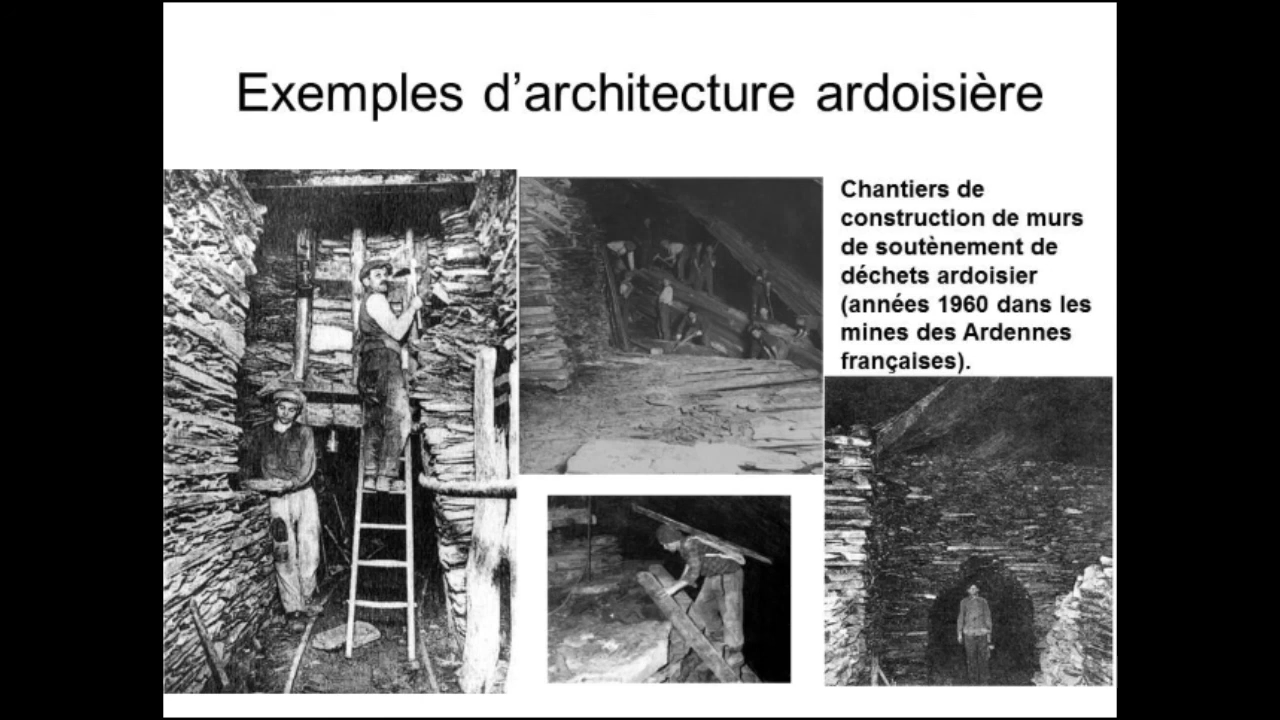 Exemples d’architecture ardoisière
Chantiers de
construction de murs
de soutènement de
déchets ardoisier
(années 1960 dans les
mines des Ardennes
françaises).